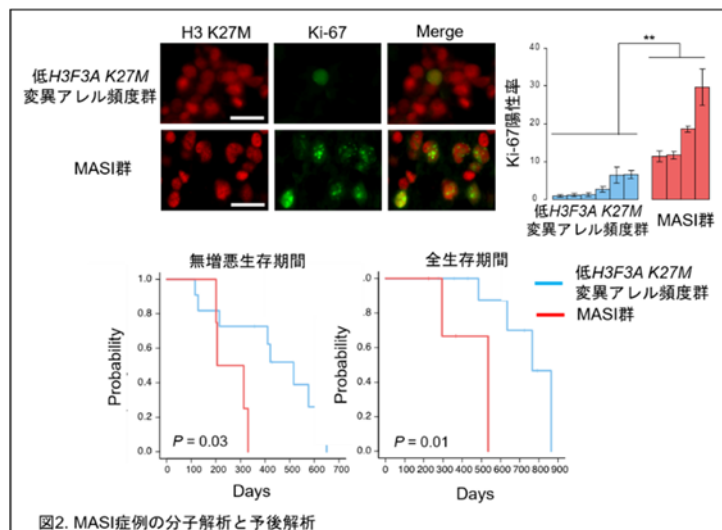 H3 K27M
Ki-67
Merge
低H3F3A K27M
変異アレル頻度群
MASI群
Ki-67陽性率
40
30
20
10
0
**
低H3F3A K27M
変異アレル頻度群
MASI群
無増悪生存期間
Probability
1.0
0.8
0.6
0.4
0.2
0.0
P = 0.03
0 100 200 300 400 500 600 700
Days
全生存期間
Probability
1.0
0.8
0.6
0.4
0.2
0.0
P = 0.01
0 100 200 300 400 500 600 700 800 900
Days
低H3F3A K27M
変異アレル頻度群
MASI群
図2. MASI症例の分子解析と予後解析